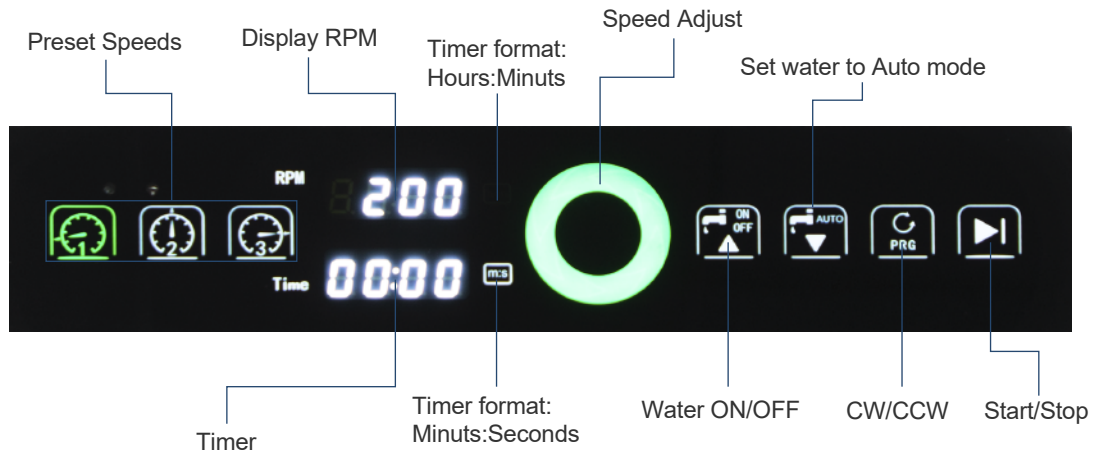 Speed Adjust
Preset Speeds
Display RPM
Timer format:
Hours:Minuts
Set water to Auto mode
RPM
200
ON
OFF
AUTO
1
2
3
PRG
Time
00:00
m:s
Timer
Timer format:
Minuts:Seconds
Water ON/OFF
CW/CCW
Start/Stop